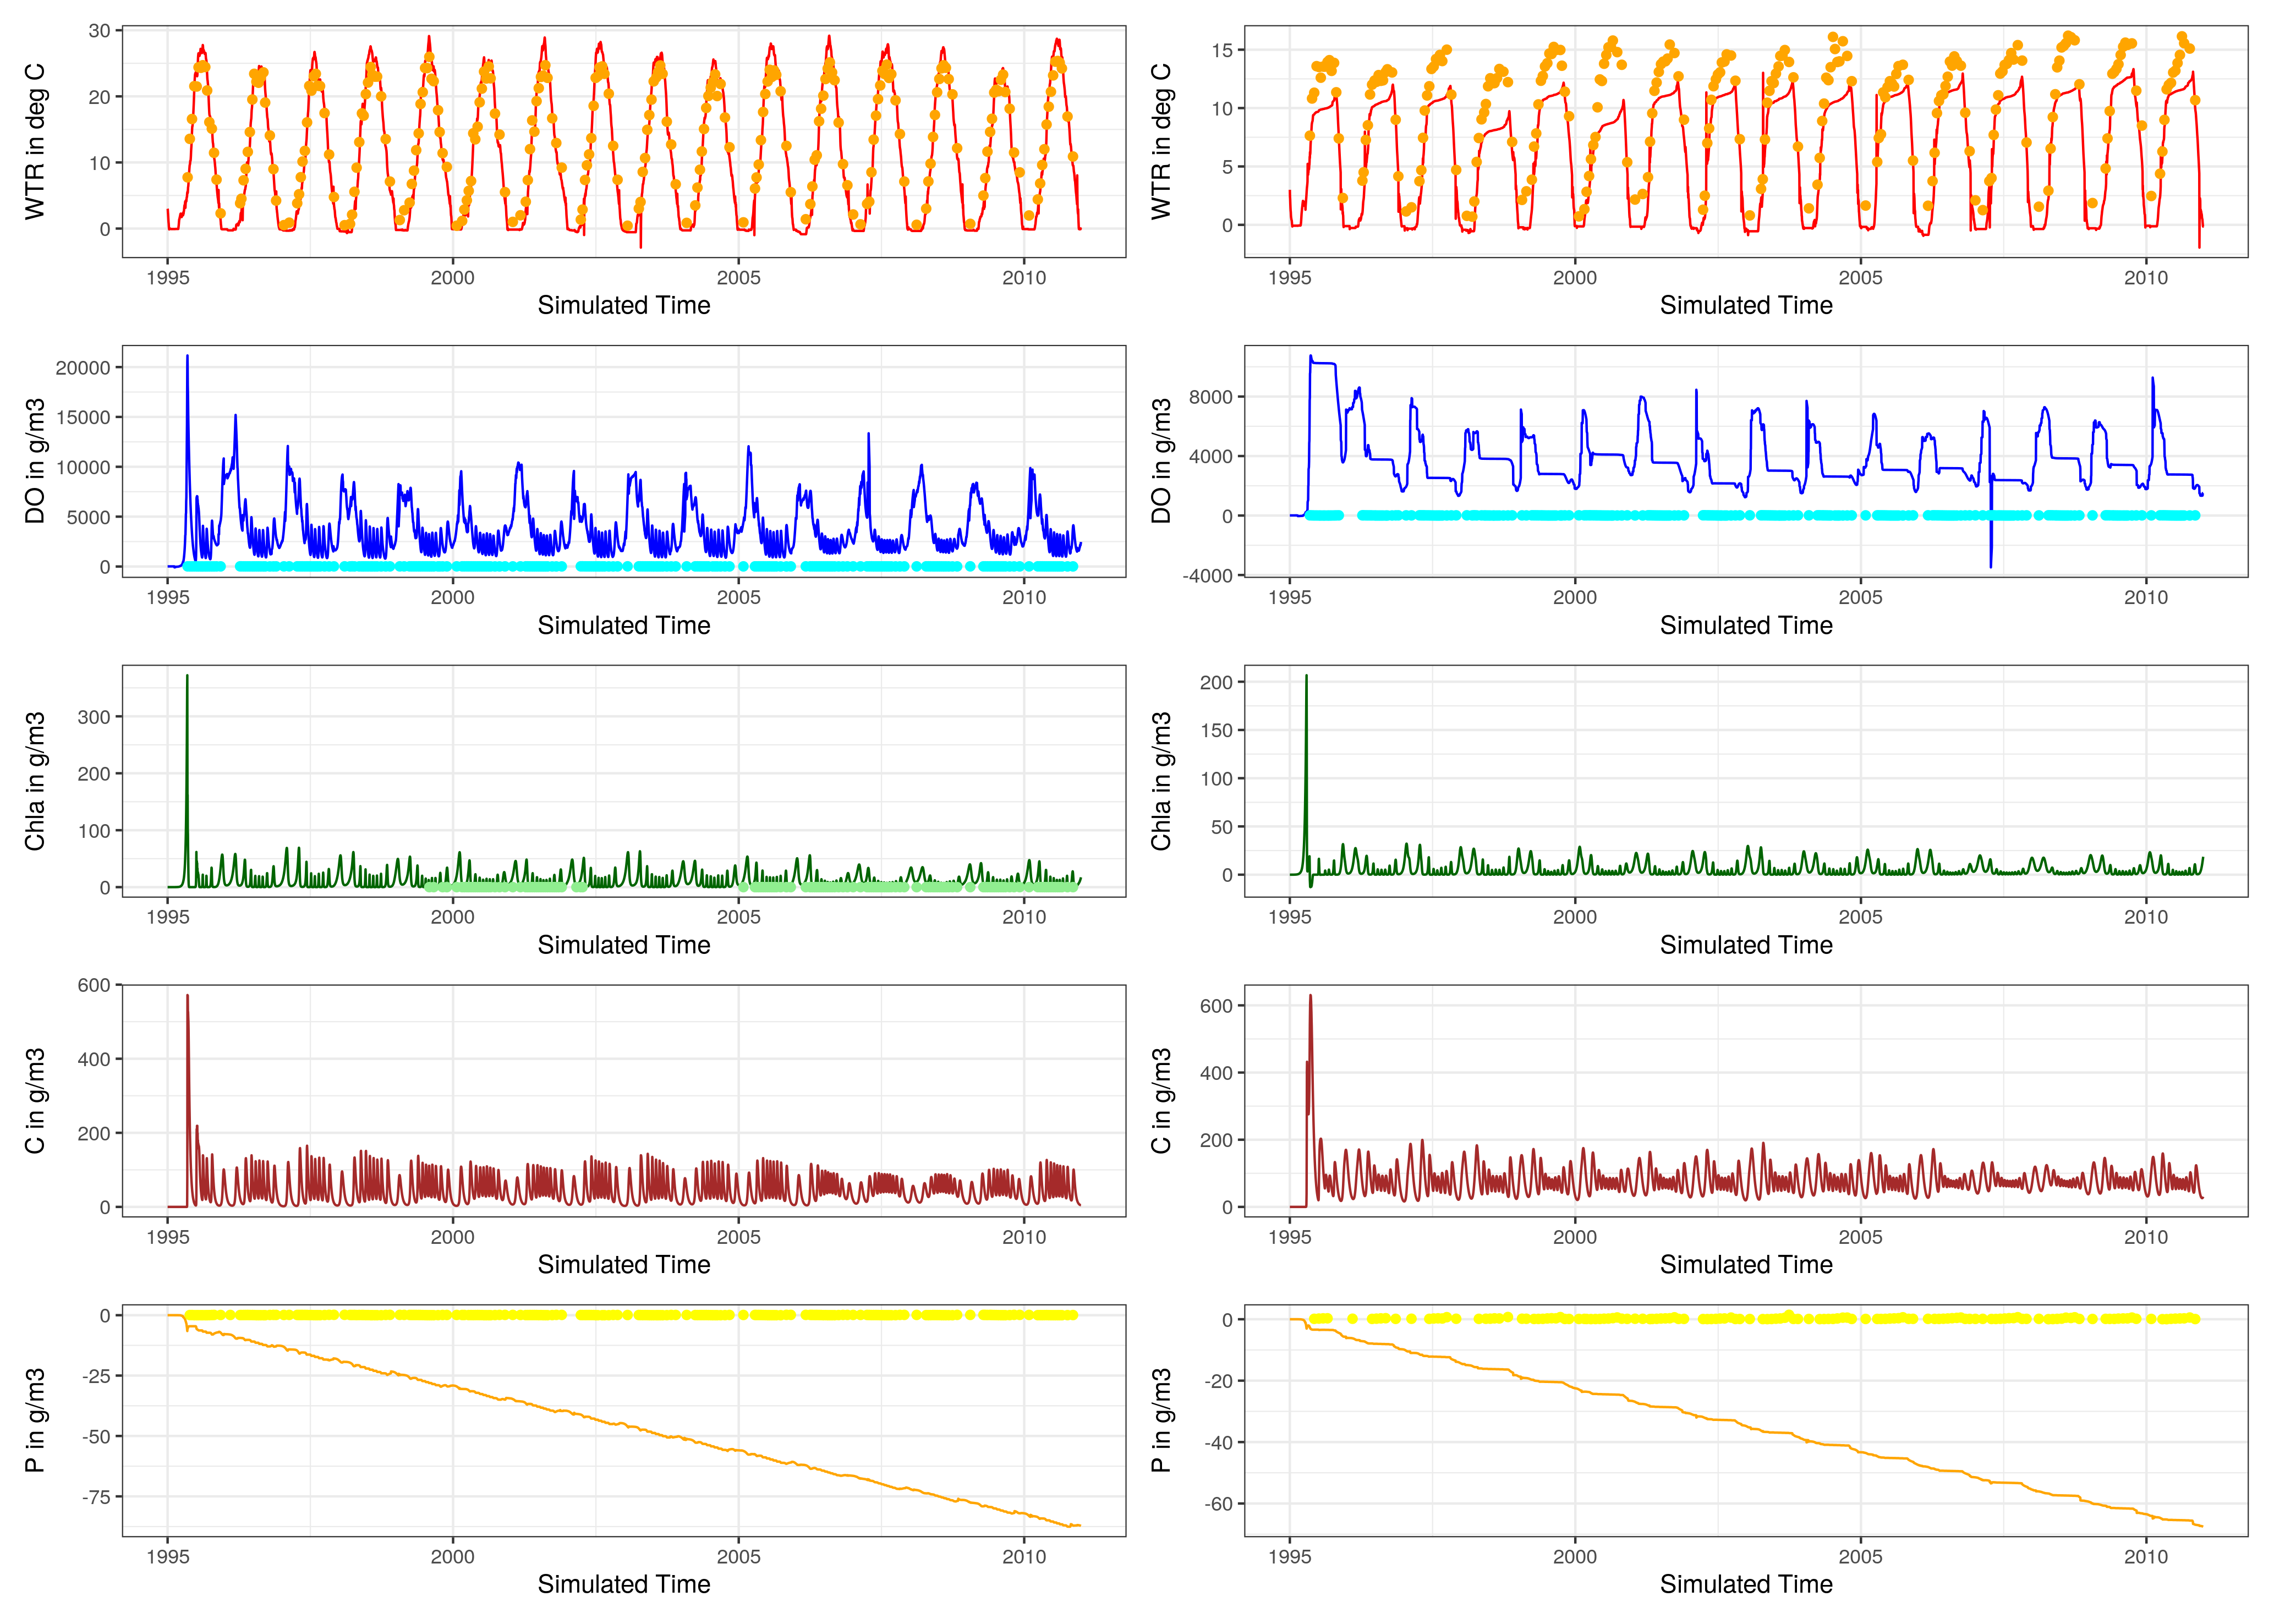 WTR in deg C
30
20
10
0
1995 2000 2005 2010
Simulated Time
WTR in deg C
15
10
5
0
1995 2000 2005 2010
Simulated Time
DO in g/m3
20000
15000
10000
5000
0
1995 2000 2005 2010
Simulated Time
DO in g/m3
8000
4000
0
-4000
1995 2000 2005 2010
Simulated Time
Chla in g/m3
300
200
100
0
1995 2000 2005 2010
Simulated Time
Chla in g/m3
200
150
100
50
0
1995 2000 2005 2010
Simulated Time
C in g/m3
600
400
200
0
1995 2000 2005 2010
Simulated Time
C in g/m3
600
400
200
0
1995 2000 2005 2010
Simulated Time
P in g/m3
0
-25
-50
-75
1995 2000 2005 2010
Simulated Time
P in g/m3
0
-20
-40
-60
1995 2000 2005 2010
Simulated Time